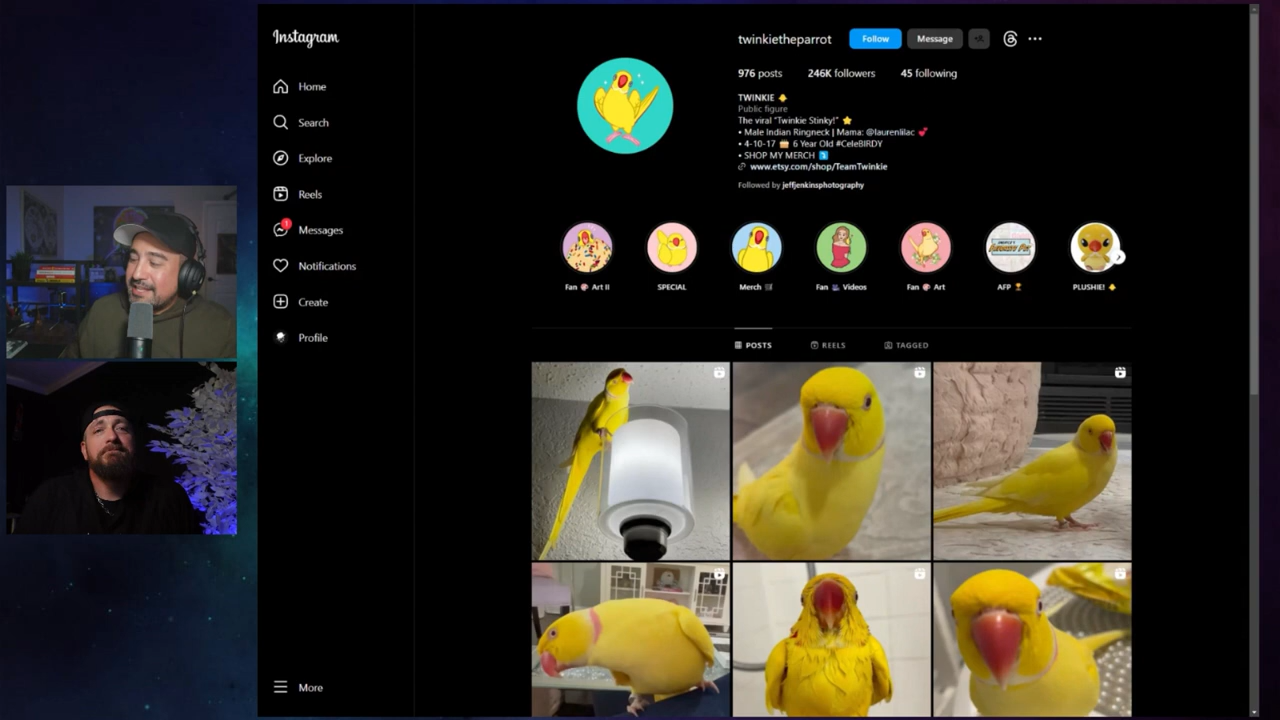 Instagram
Home
Search
Explore
Reels
1
Messages
Notifications
Create
Profile
More
twinkietheparrot Follow Message
976 posts 246K followers 45 following
TWINKIE 🐥
Public figure
The viral "Twinkie Stinky!" ⭐
• Male Indian Ringneck | Mama: @laurenlilac 💕
• 4-10-17 🎂 6 Year Old #CeleBIRDY
• SHOP MY MERCH ⤵️
www.etsy.com/shop/TeamTwinkie
Followed by jeffjenkinsphotography
Fan 🎨 Art II SPECIAL Merch Fan Videos Fan 🎨 Art AFP 🏆 PLUSHIE! 🐥
POSTS REELS TAGGED